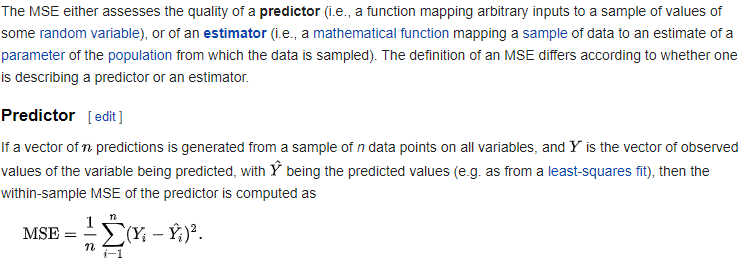 The MSE either assesses the quality of a predictor (i.e., a function mapping arbitrary inputs to a sample of values of
some random variable), or of an estimator (i.e., a mathematical function mapping a sample of data to an estimate of a
parameter of the population from which the data is sampled). The definition of an MSE differs according to whether one
is describing a predictor or an estimator.
Predictor [ edit ]
If a vector of n predictions is generated from a sample of n data points on all variables, and Y is the vector of observed
values of the variable being predicted, with Ŷ being the predicted values (e.g. as from a least-squares fit), then the
within-sample MSE of the predictor is computed as
MSE = 1/n ∑_{i=1}^{n} (Y_i − Ŷ_i)².